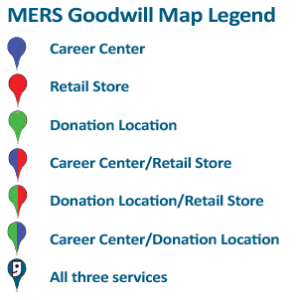 MERS Goodwill Map Legend
Career Center
Retail Store
Donation Location
Career Center/Retail Store
Donation Location/Retail Store
Career Center/Donation Location
g
All three services